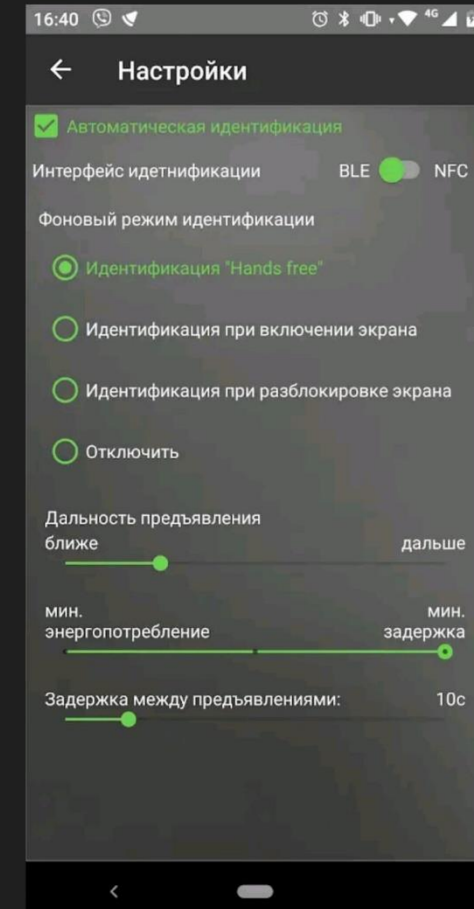 16:40 4G
Настройки
Автоматическая идентификация
Интерфейс идетнификации BLE NFC
Фоновый режим идентификации
Идентификация "Hands free"
Идентификация при включении экрана
Идентификация при разблокировке экрана
Отключить
Дальность предъявления
ближе дальше
мин. мин.
энергопотребление задержка
Задержка между предъявлениями: 10с